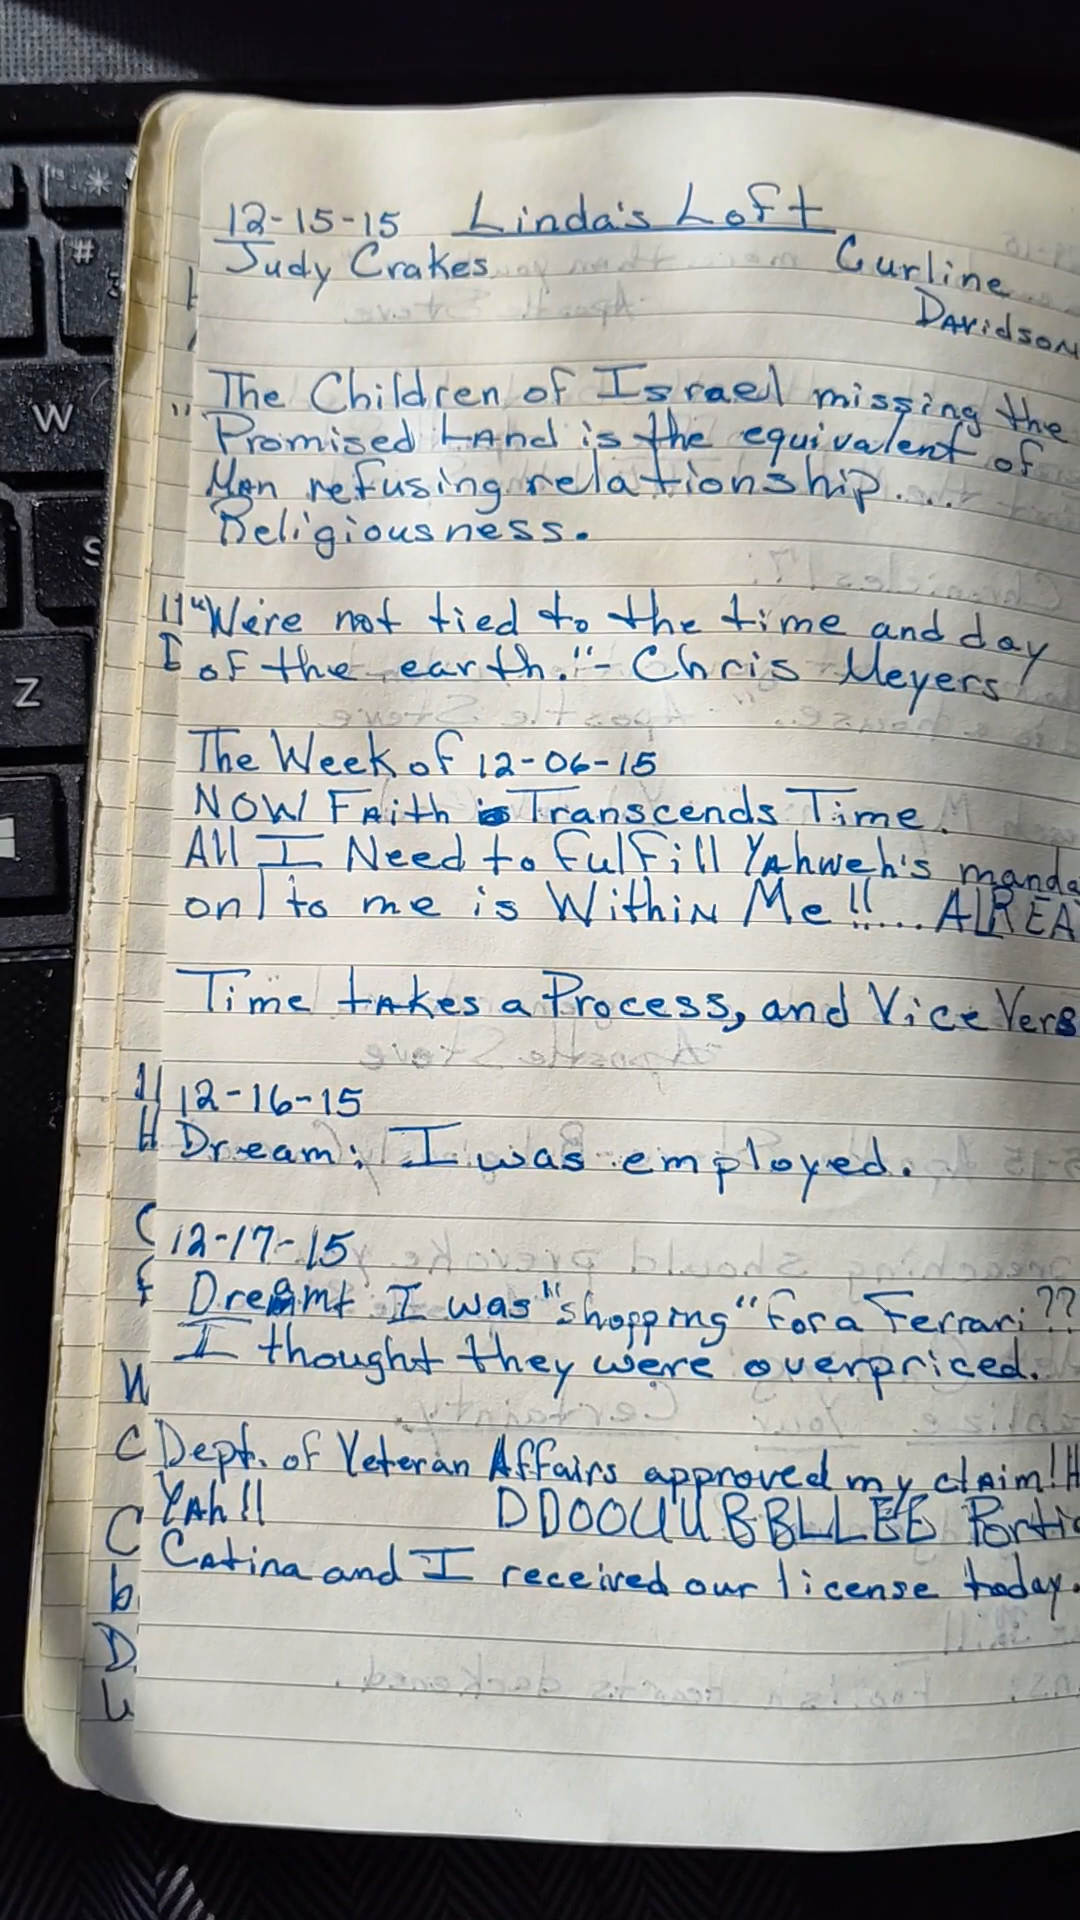 12-15-15 Linda's Loft
Judy Crakes Curline
Davidson
The Children of Israel missing the
Promised LAnd is the equivalent of
Man refusing relationship....
Religiousness.
"We're not tied to the time and day
of the earth." - Chris Meyers
The Week of 12-06-15
NOW FAith Transcends Time.
All I Need to fulfill YAhweh's manda
on/to me is WithiN Me!!.... ALREA
Time tAkes a Process, and Vice Vers
12-16-15
Dream: I was employed.
12-17-15
Dreamt I was "shopping" for a Ferrari??
I thought they were overpriced.
Dept. of Veteran Affairs approved my clAim!!
YAh!! DDOOUUBBLLEE Portio
CAtina and I received our license today.
W
S
Z
#
*